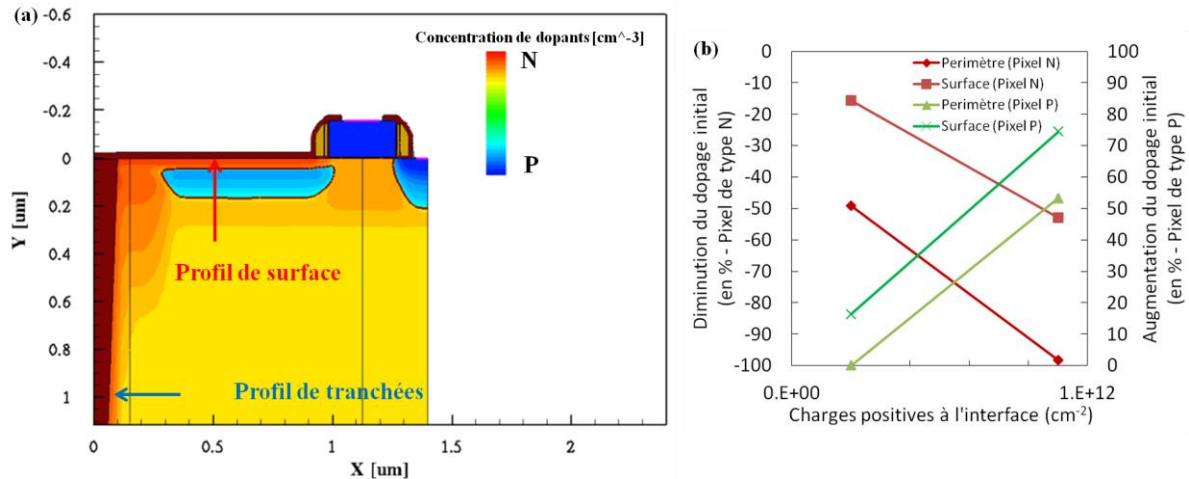 (a)
-0.6
-0.4
-0.2
0
0.2
0.4
0.6
0.8
1
Y [um]
0
0.5
1
1.5
2
X [um]
Concentration de dopants [cm^-3]
N
P
Profil de surface
Profil de tranchées
(b)
0
-10
-20
-30
-40
-50
-60
-70
-80
-90
-100
Diminution du dopage initial
(en % - Pixel de type N)
Perimètre (Pixel N)
Surface (Pixel N)
Perimètre (Pixel P)
Surface (Pixel P)
100
90
80
70
60
50
40
30
20
10
0
Augmentation du dopage initial
(en % - Pixel de type P)
0.E+00
1.E+12
Charges positives à l'interface (cm-2)